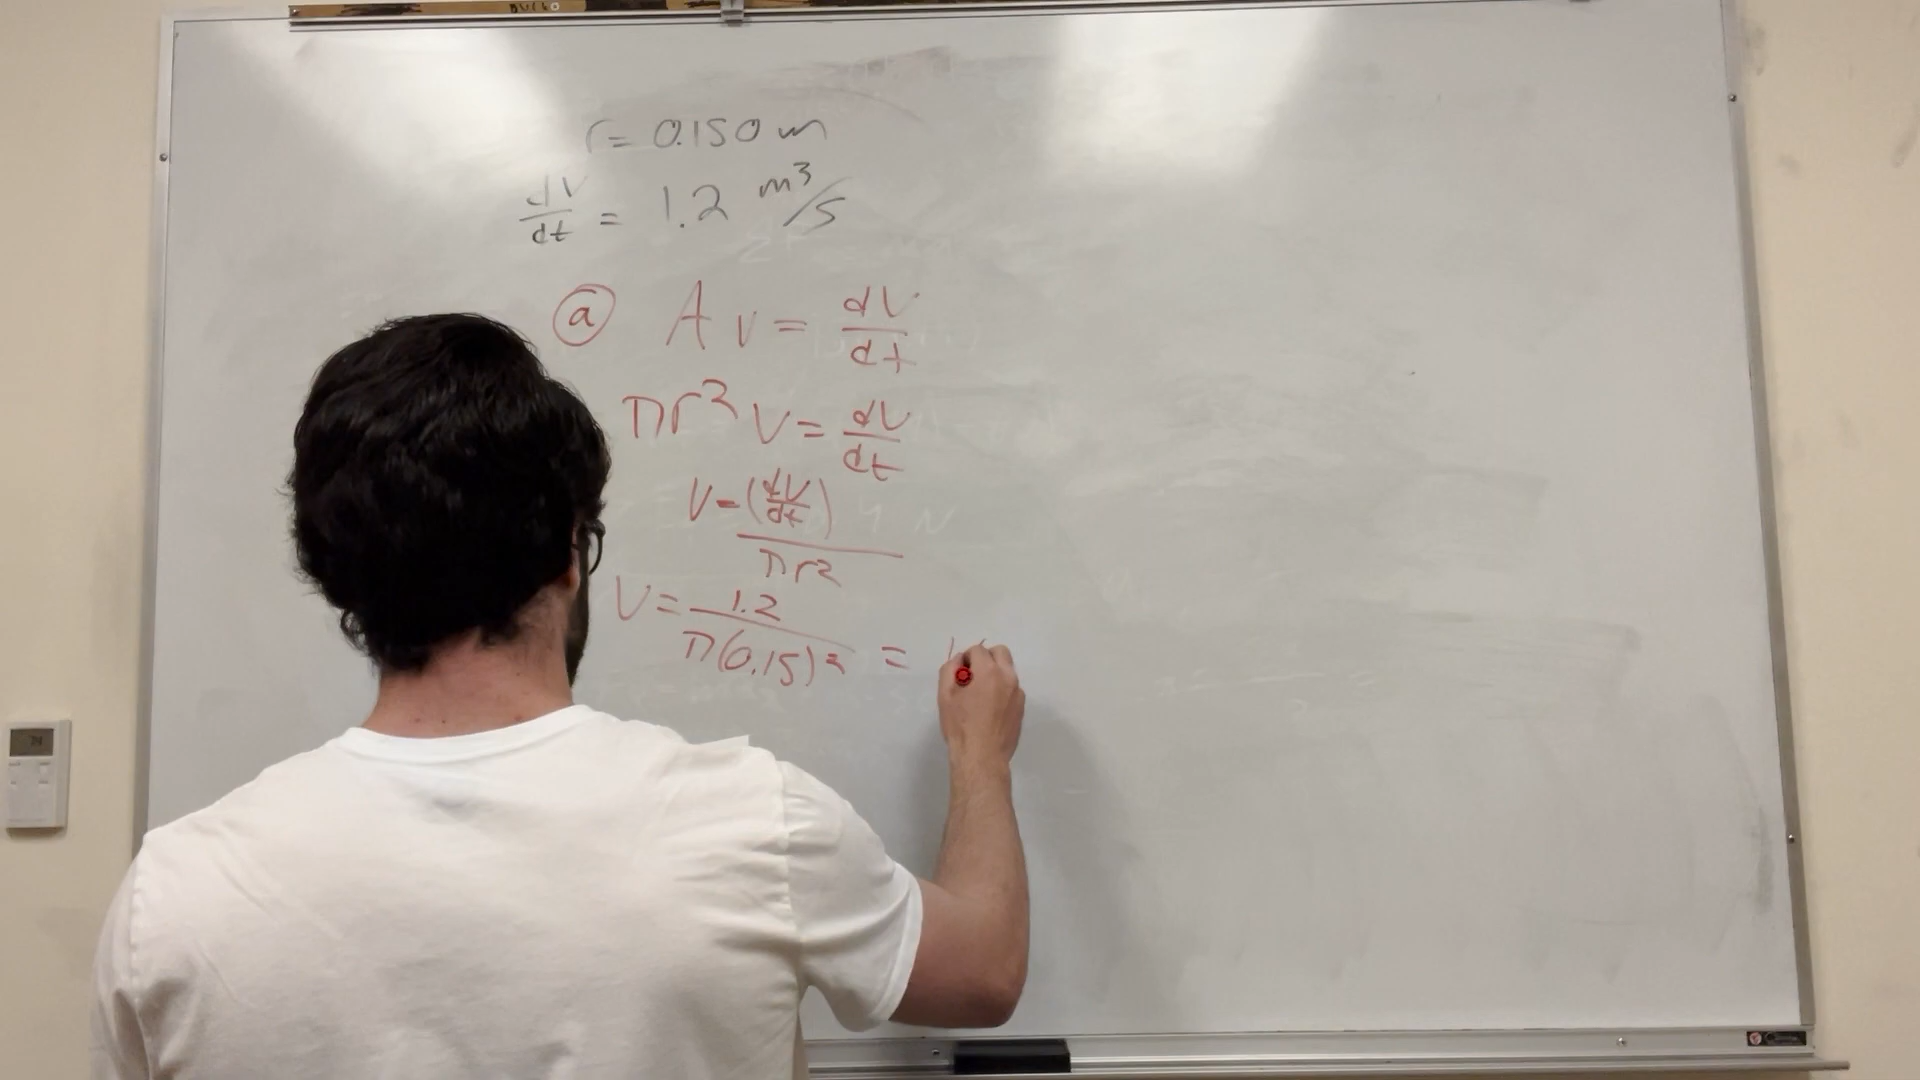 r = 0.150 m
dV/dt = 1.2 m³/s
ⓐ A v = dV/dt
πr² v = dV/dt
v = (dV/dt)/πr²
v = 1.2/π(0.15)² =